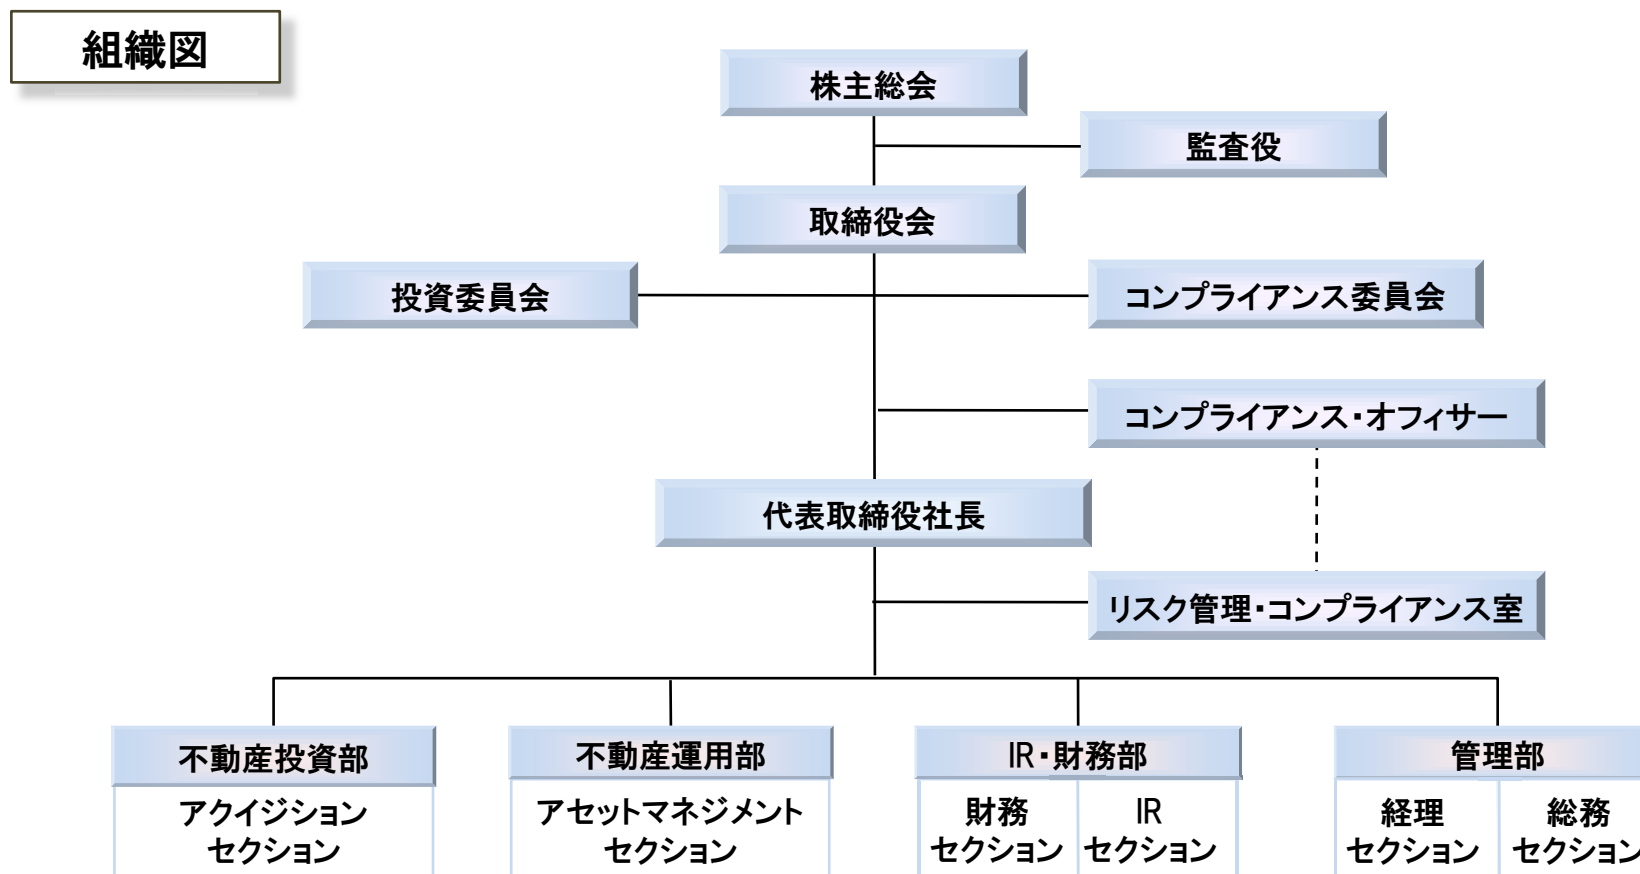 組織図
株主総会
監査役
取締役会
投資委員会
コンプライアンス委員会
コンプライアンス・オフィサー
代表取締役社長
リスク管理・コンプライアンス室
不動産投資部
アクイジション
セクション
不動産運用部
アセットマネジメント
セクション
IR・財務部
財務
セクション
IR
セクション
管理部
経理
セクション
総務
セクション